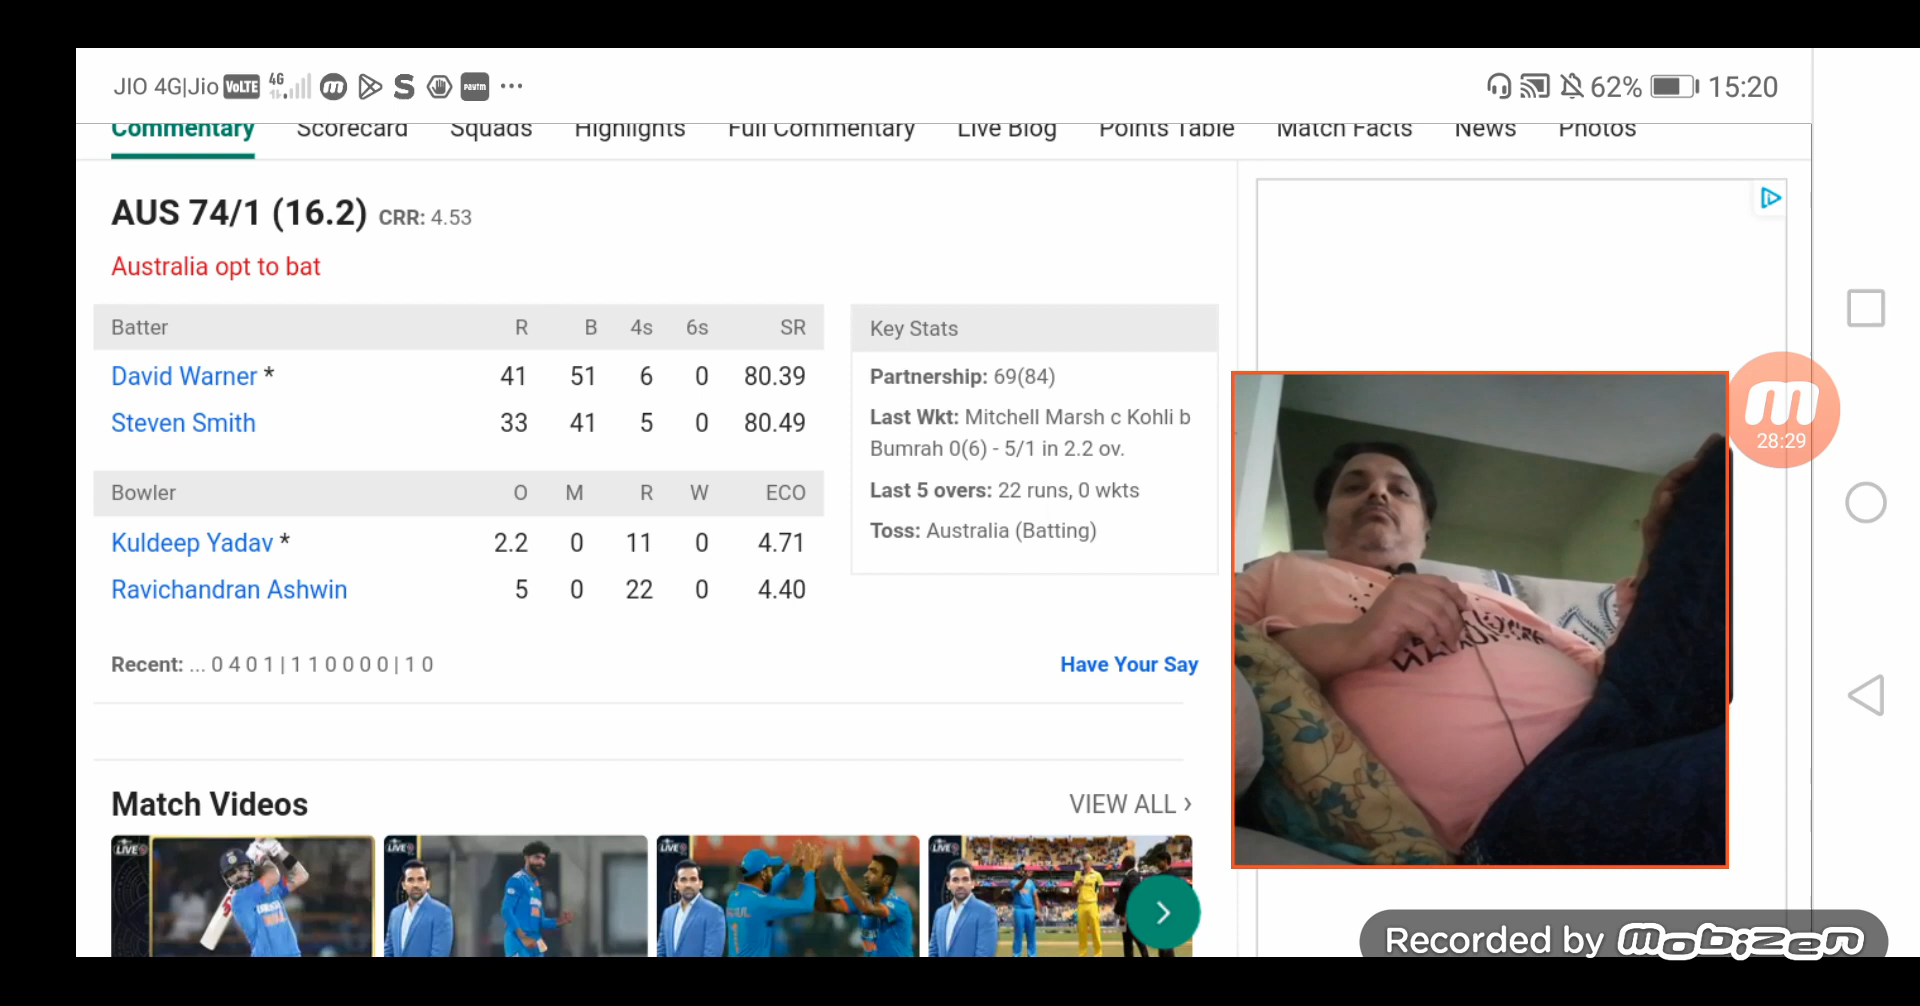 JIO 4G|Jio VoLTE 4G m S Paytm ... 62% 15:20
Commentary Scorecard Squads Highlights Full Commentary Live Blog Points Table Match Facts News Photos
AUS 74/1 (16.2) CRR: 4.53
Australia opt to bat
Batter R B 4s 6s SR
David Warner * 41 51 6 0 80.39
Steven Smith 33 41 5 0 80.49
Bowler O M R W ECO
Kuldeep Yadav * 2.2 0 11 0 4.71
Ravichandran Ashwin 5 0 22 0 4.40
Recent: ... 0 4 0 1 | 1 1 0 0 0 0 | 1 0
Have Your Say
Key Stats
Partnership: 69(84)
Last Wkt: Mitchell Marsh c Kohli b
Bumrah 0(6) - 5/1 in 2.2 ov.
Last 5 overs: 22 runs, 0 wkts
Toss: Australia (Batting)
m
28:29
Match Videos
VIEW ALL ›
LIVE
LIVE
LIVE
LIVE
Recorded by mobizen